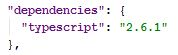 "dependencies": {
"typescript": "2.6.1"
},